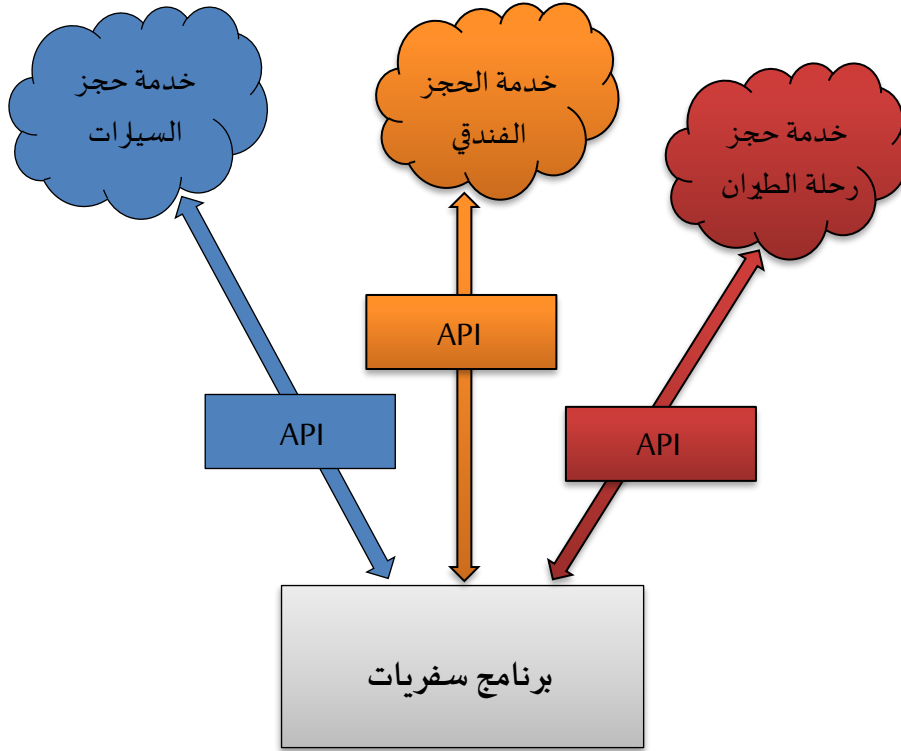 خدمة حجز
السيارات
خدمة الحجز
الفندقي
خدمة حجز
رحلة الطيران
API
API
API
برنامج سفريات